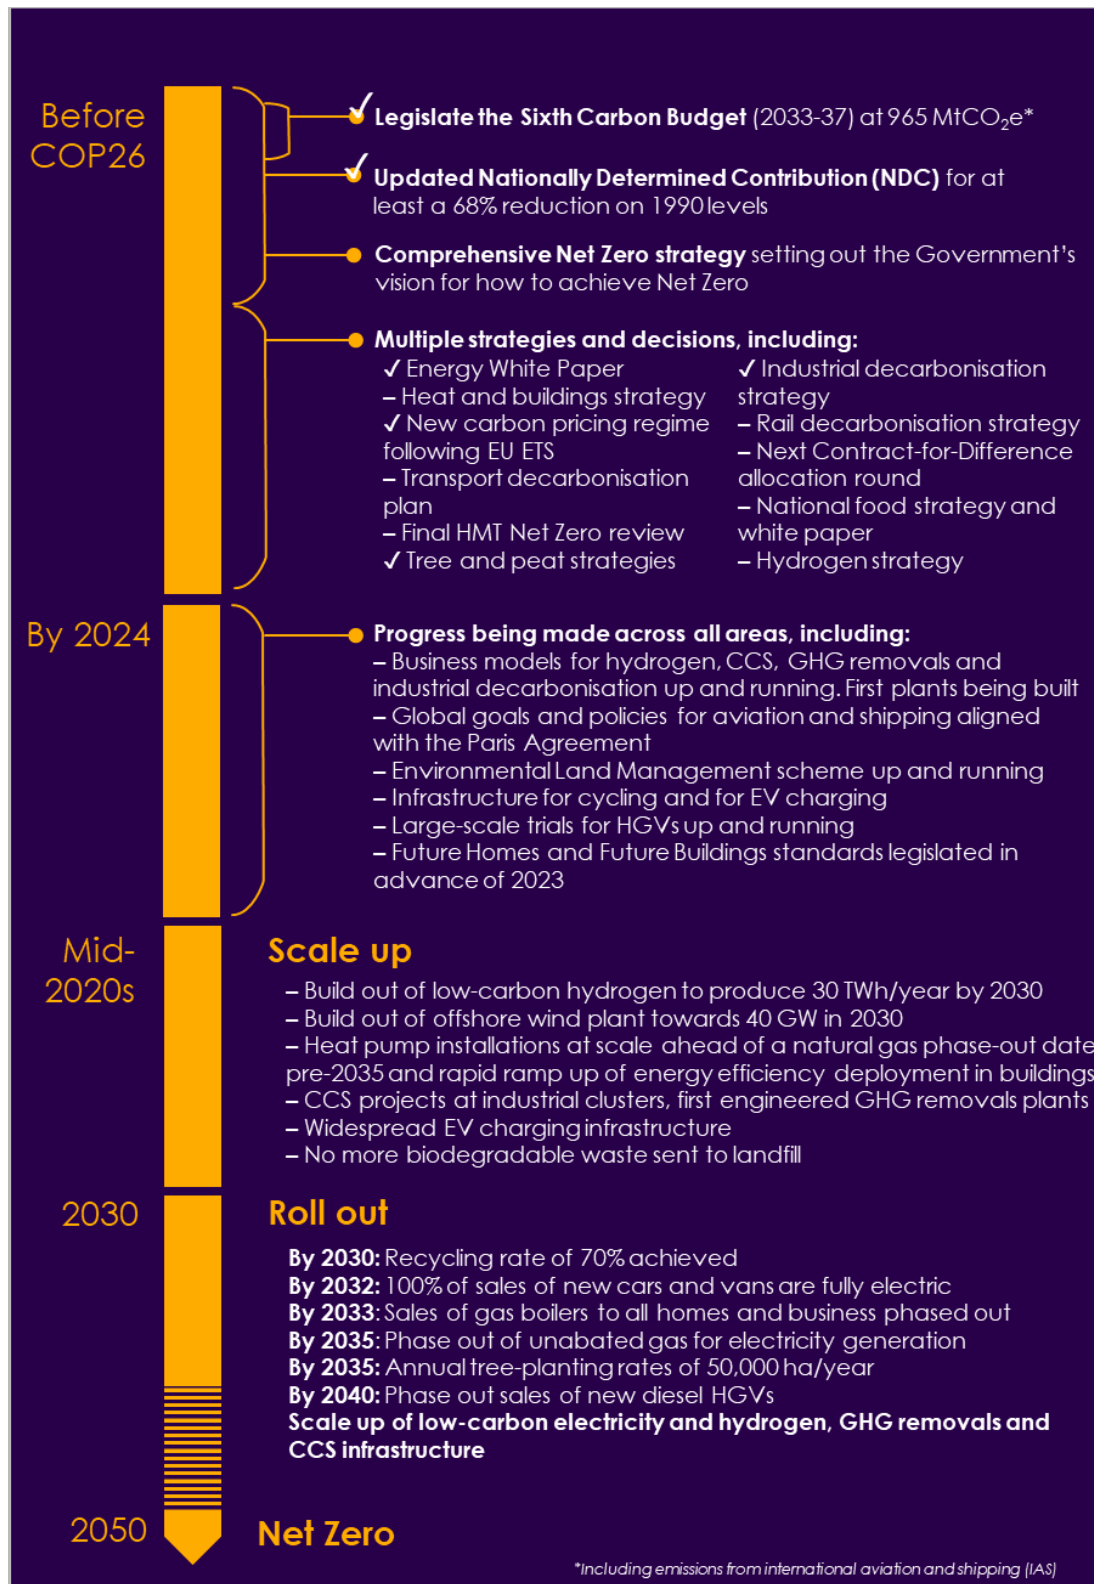 Before
COP26
✓ Legislate the Sixth Carbon Budget (2033-37) at 965 MtCO₂e*
✓ Updated Nationally Determined Contribution (NDC) for at
least a 68% reduction on 1990 levels
Comprehensive Net Zero strategy setting out the Government's
vision for how to achieve Net Zero
Multiple strategies and decisions, including:
✓ Energy White Paper
– Heat and buildings strategy
✓ New carbon pricing regime
following EU ETS
– Transport decarbonisation
plan
– Final HMT Net Zero review
✓ Tree and peat strategies
✓ Industrial decarbonisation
strategy
– Rail decarbonisation strategy
– Next Contract-for-Difference
allocation round
– National food strategy and
white paper
– Hydrogen strategy
By 2024
Progress being made across all areas, including:
– Business models for hydrogen, CCS, GHG removals and
industrial decarbonisation up and running. First plants being built
– Global goals and policies for aviation and shipping aligned
with the Paris Agreement
– Environmental Land Management scheme up and running
– Infrastructure for cycling and for EV charging
– Large-scale trials for HGVs up and running
– Future Homes and Future Buildings standards legislated in
advance of 2023
Mid-
2020s
Scale up
– Build out of low-carbon hydrogen to produce 30 TWh/year by 2030
– Build out of offshore wind plant towards 40 GW in 2030
– Heat pump installations at scale ahead of a natural gas phase-out date
pre-2035 and rapid ramp up of energy efficiency deployment in buildings
– CCS projects at industrial clusters, first engineered GHG removals plants
– Widespread EV charging infrastructure
– No more biodegradable waste sent to landfill
2030
Roll out
By 2030: Recycling rate of 70% achieved
By 2032: 100% of sales of new cars and vans are fully electric
By 2033: Sales of gas boilers to all homes and business phased out
By 2035: Phase out of unabated gas for electricity generation
By 2035: Annual tree-planting rates of 50,000 ha/year
By 2040: Phase out sales of new diesel HGVs
Scale up of low-carbon electricity and hydrogen, GHG removals and
CCS infrastructure
2050
Net Zero
*Including emissions from international aviation and shipping (IAS)